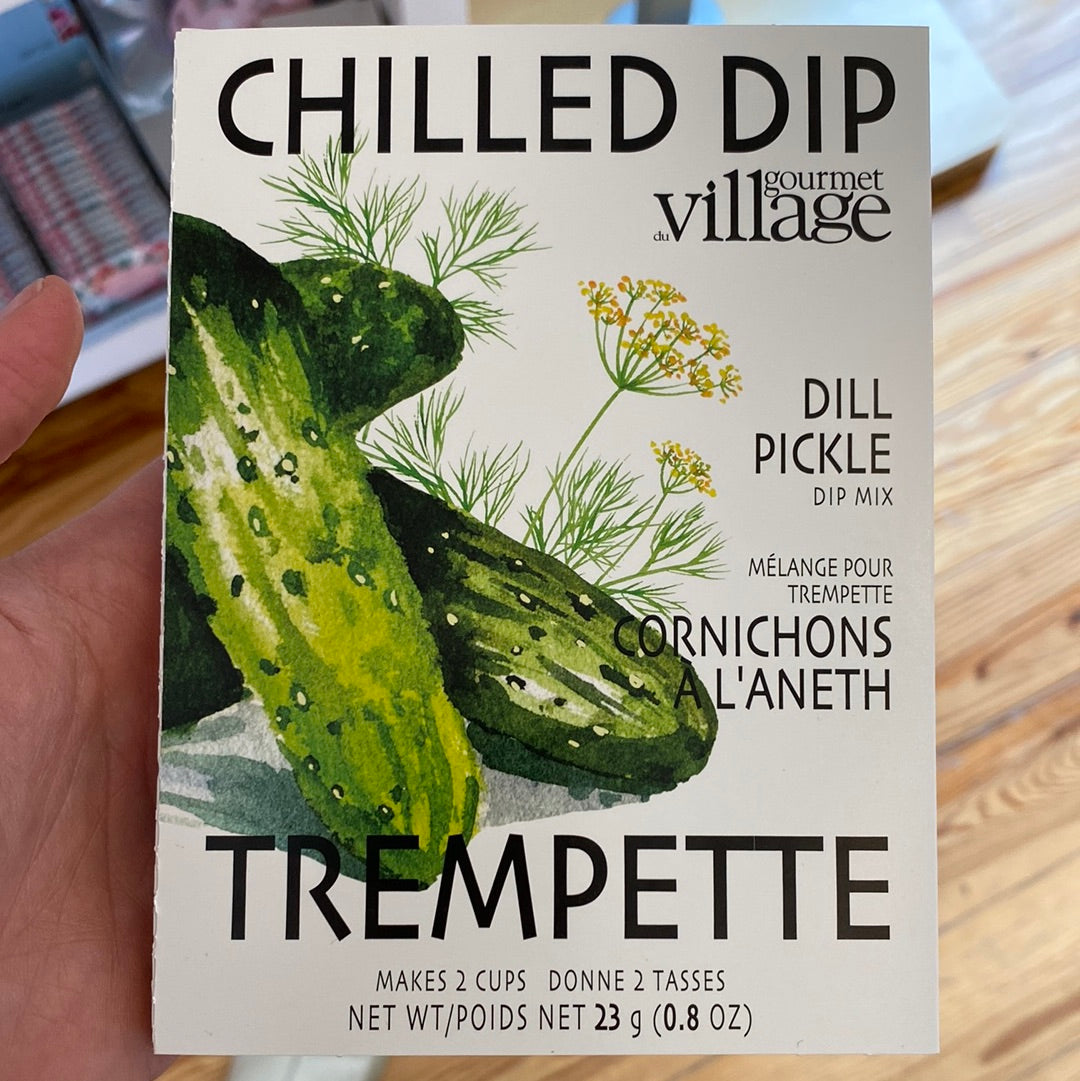 CHILLED DIP
gourmet
du village
DILL
PICKLE
DIP MIX
MÉLANGE POUR
TREMPETTE
CORNICHONS
À L'ANETH
TREMPETTE
MAKES 2 CUPS DONNE 2 TASSES
NET WT/POIDS NET 23 g (0.8 OZ)